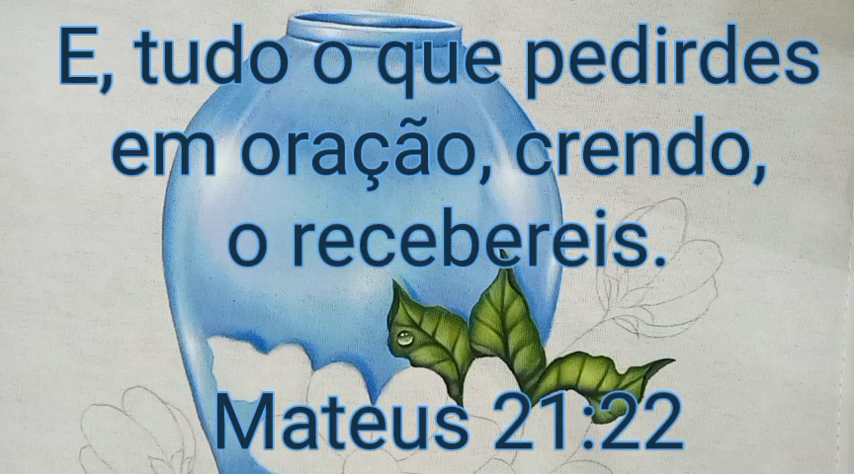 E, tudo o que pedirdes
em oração, crendo,
o recebereis.
Mateus 21:22